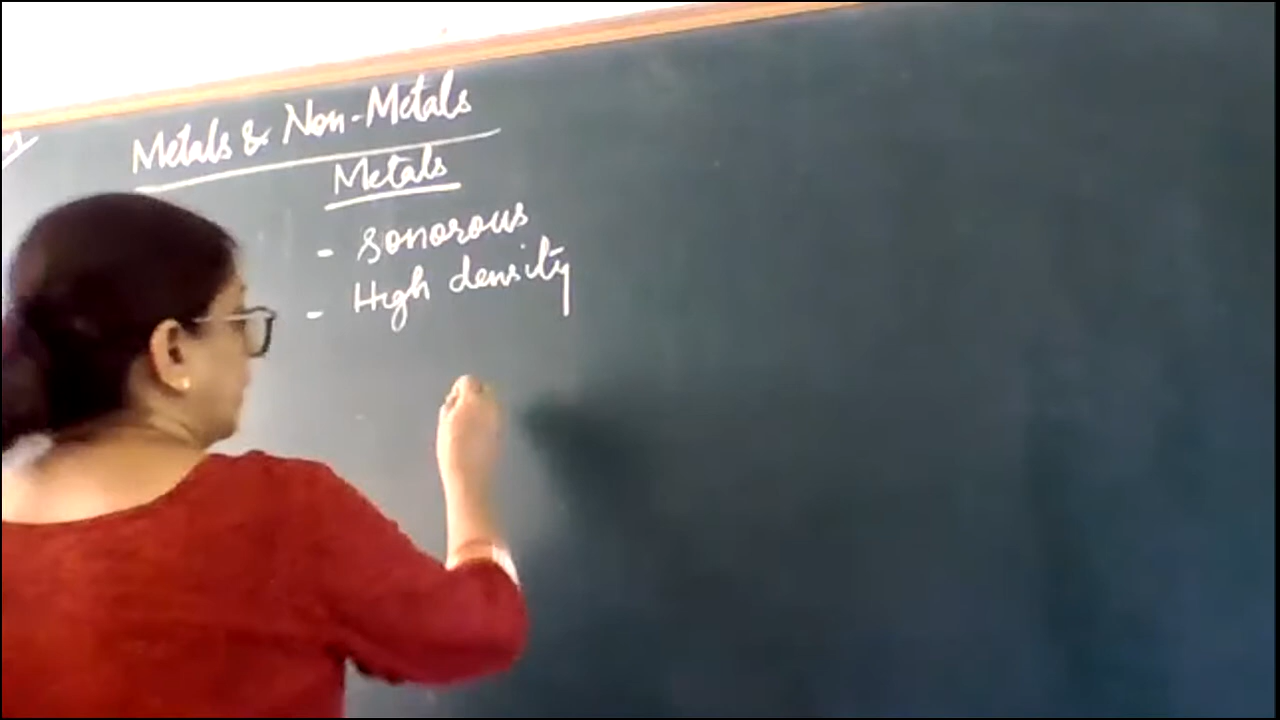 Metals & Non-Metals
Metals
- sonorous
- High density